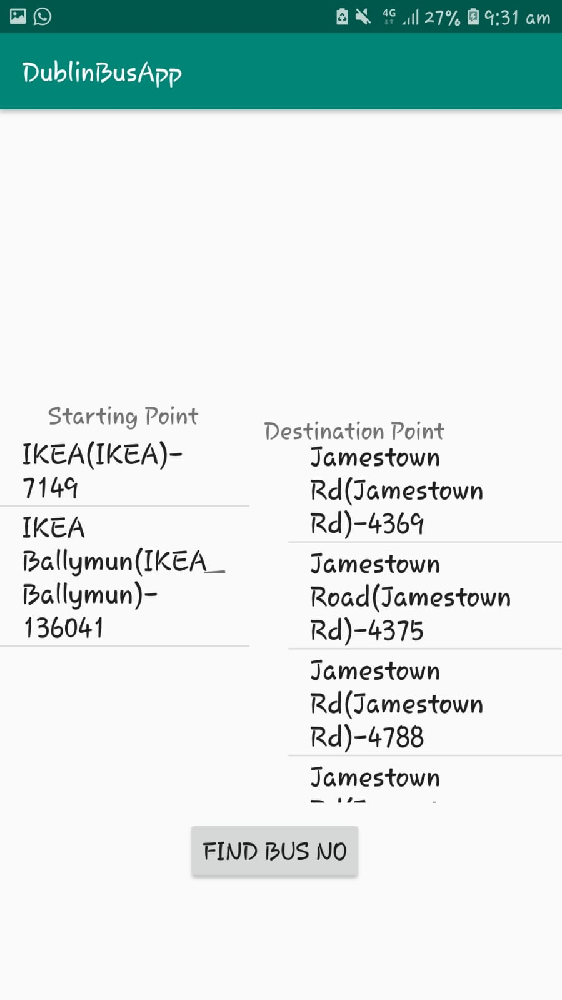 4G 27% 9:31 am
DublinBusApp
Starting Point
IKEA(IKEA)-
7149
IKEA
Ballymun(IKEA_
Ballymun)-
136041
Destination Point
Jamestown
Rd(Jamestown
Rd)-4369
Jamestown
Road(Jamestown
Rd)-4375
Jamestown
Rd(Jamestown
Rd)-4788
Jamestown
FIND BUS NO